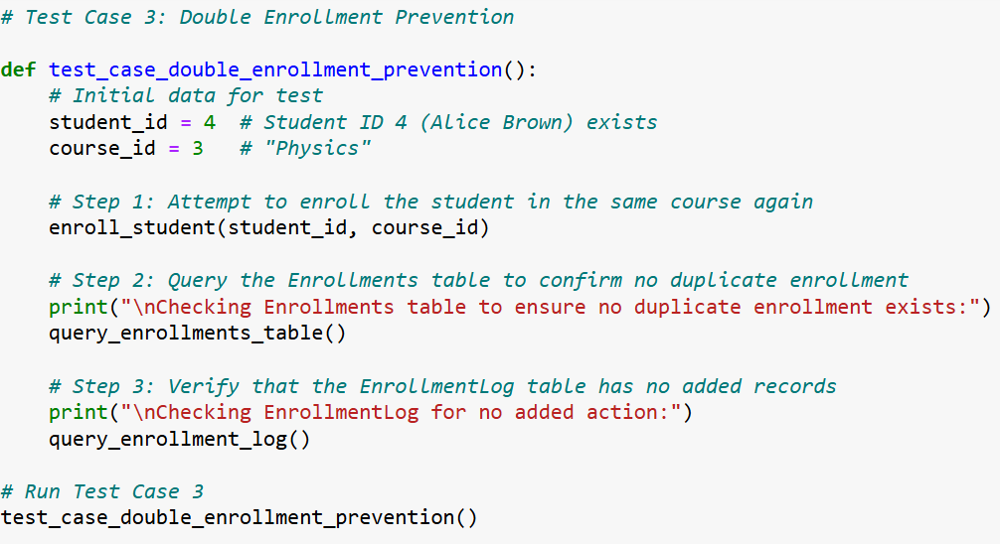 # Test Case 3: Double Enrollment Prevention
def test_case_double_enrollment_prevention():
    # Initial data for test
    student_id = 4  # Student ID 4 (Alice Brown) exists
    course_id = 3   # "Physics"
    # Step 1: Attempt to enroll the student in the same course again
    enroll_student(student_id, course_id)
    # Step 2: Query the Enrollments table to confirm no duplicate enrollment
    print("\nChecking Enrollments table to ensure no duplicate enrollment exists:")
    query_enrollments_table()
    # Step 3: Verify that the EnrollmentLog table has no added records
    print("\nChecking EnrollmentLog for no added action:")
    query_enrollment_log()
# Run Test Case 3
test_case_double_enrollment_prevention()